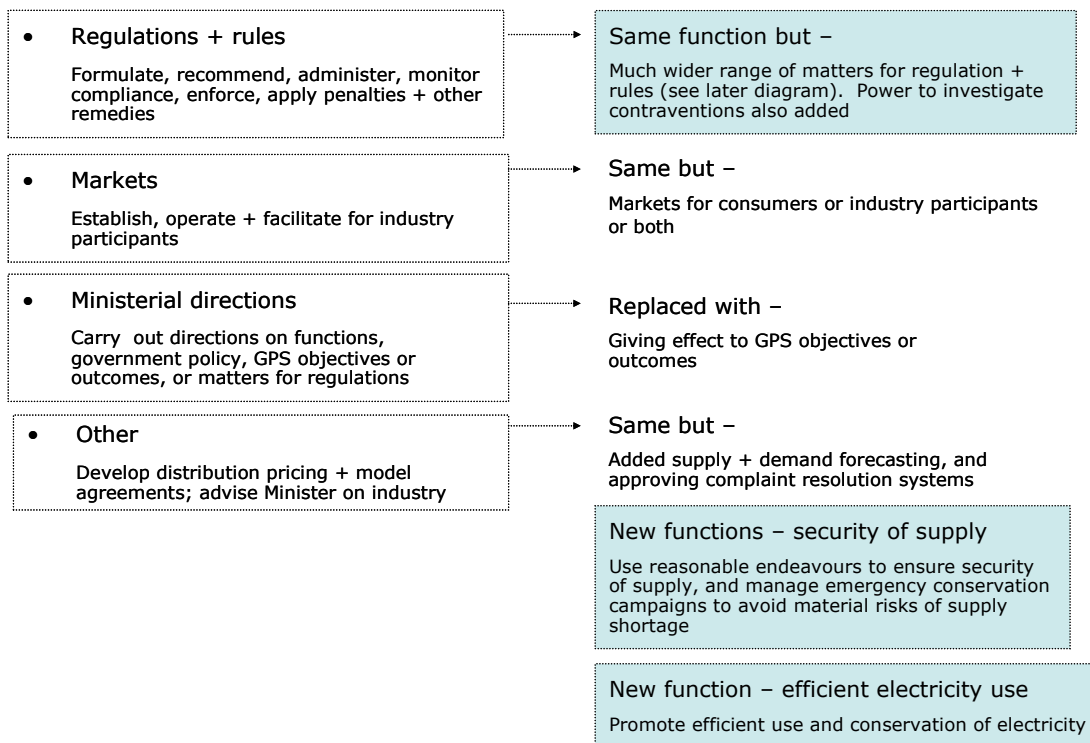 • Regulations + rules
Formulate, recommend, administer, monitor
compliance, enforce, apply penalties + other
remedies
Same function but –
Much wider range of matters for regulation +
rules (see later diagram).  Power to investigate
contraventions also added
• Markets
Establish, operate + facilitate for industry
participants
Same but –
Markets for consumers or industry participants
or both
• Ministerial directions
Carry  out directions on functions,
government policy, GPS objectives or
outcomes, or matters for regulations
Replaced with –
Giving effect to GPS objectives or
outcomes
• Other
Develop distribution pricing + model
agreements; advise Minister on industry
Same but –
Added supply + demand forecasting, and
approving complaint resolution systems
New functions – security of supply
Use reasonable endeavours to ensure security
of supply, and manage emergency conservation
campaigns to avoid material risks of supply
shortage
New function – efficient electricity use
Promote efficient use and conservation of electricity